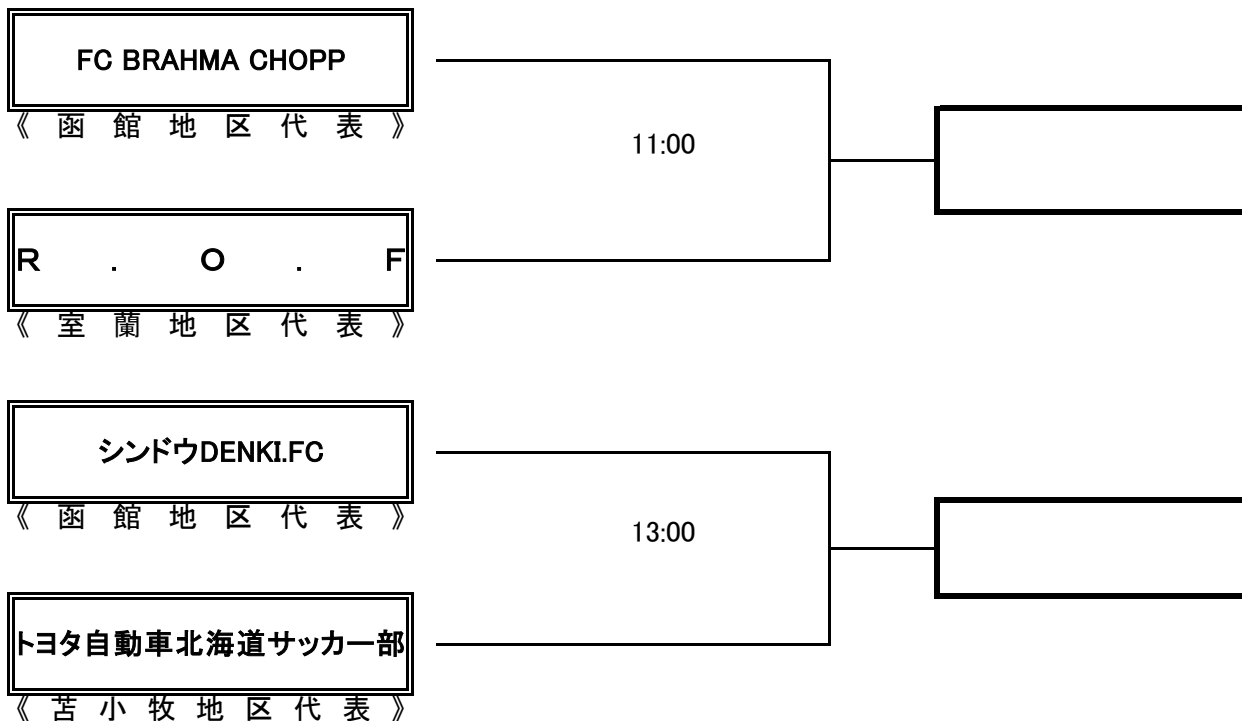 FC BRAHMA CHOPP
《函館地区代表》
11:00
R.O.F
《室蘭地区代表》
シンドウDENKI.FC
《函館地区代表》
13:00
トヨタ自動車北海道サッカー部
《苫小牧地区代表》